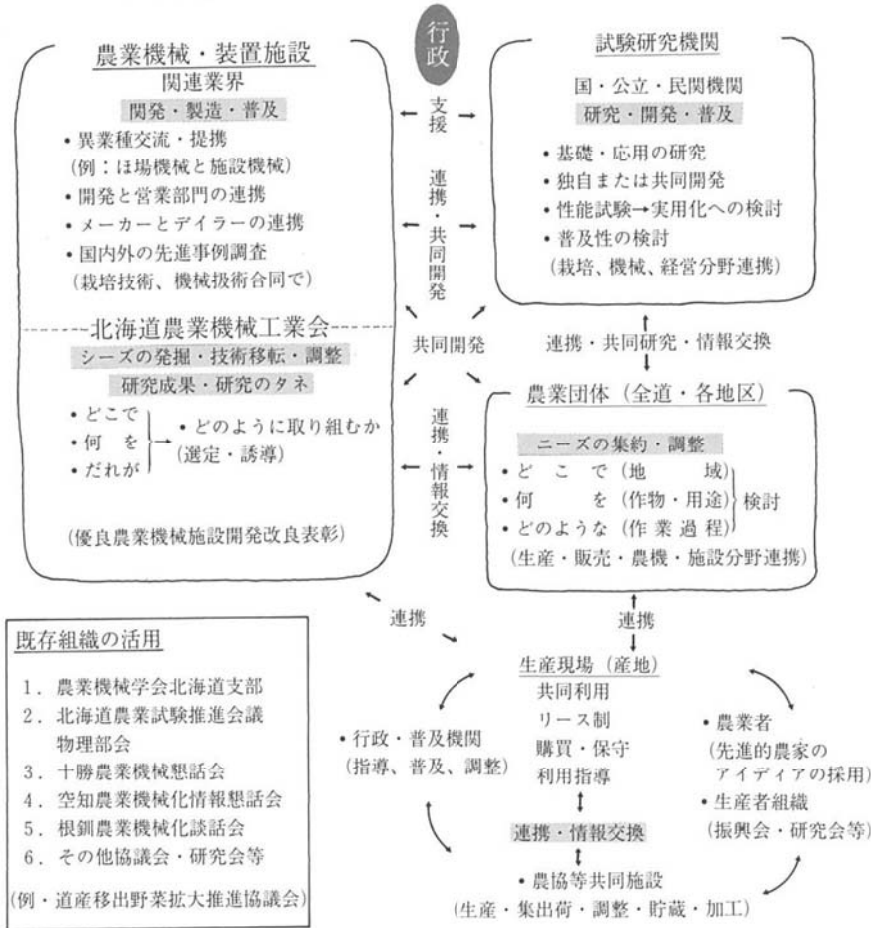 行政
農業機械・装置施設
関連業界
開発・製造・普及
・異業種交流・提携
(例：ほ場機械と施設機械)
・開発と営業部門の連携
・メーカーとデイラーの連携
・国内外の先進事例調査
(栽培技術、機械扱術合同で)
北海道農業機械工業会
シーズの発掘・技術移転・調整
研究成果・研究のタネ
・どこで
・何 を
・だれが
→・どのように取り組むか
(選定・誘導)
(優良農業機械施設開発改良表彰)
支援
連携・共同開発
共同開発
連携・情報交換
試験研究機関
国・公立・民間機関
研究・開発・普及
・基礎・応用の研究
・独自または共同開発
・性能試験→実用化への検討
・普及性の検討
(栽培、機械、経営分野連携)
連携・共同研究・情報交換
農業団体（全道・各地区）
ニーズの集約・調整
・ど こ で (地 域)
・何 を (作物・用途)
・どのような (作業過程)
検討
(生産・販売・農機・施設分野連携)
連携
連携
既存組織の活用
1．農業機械学会北海道支部
2．北海道農業試験推進会議
物理部会
3．十勝農業機械懇話会
4．空知農業機械化情報懇話会
5．根釧農業機械化談話会
6．その他協議会・研究会等
(例・道産移出野菜拡大推進協議会)
生産現場（産地）
共同利用
リース制
購買・保守
利用指導
・行政・普及機関
(指導、普及、調整)
・農業者
(先進的農家の
アイディアの採用)
・生産者組織
(振興会・研究会等)
連携・情報交換
・農協等共同施設
(生産・集出荷・調整・貯蔵・加工)